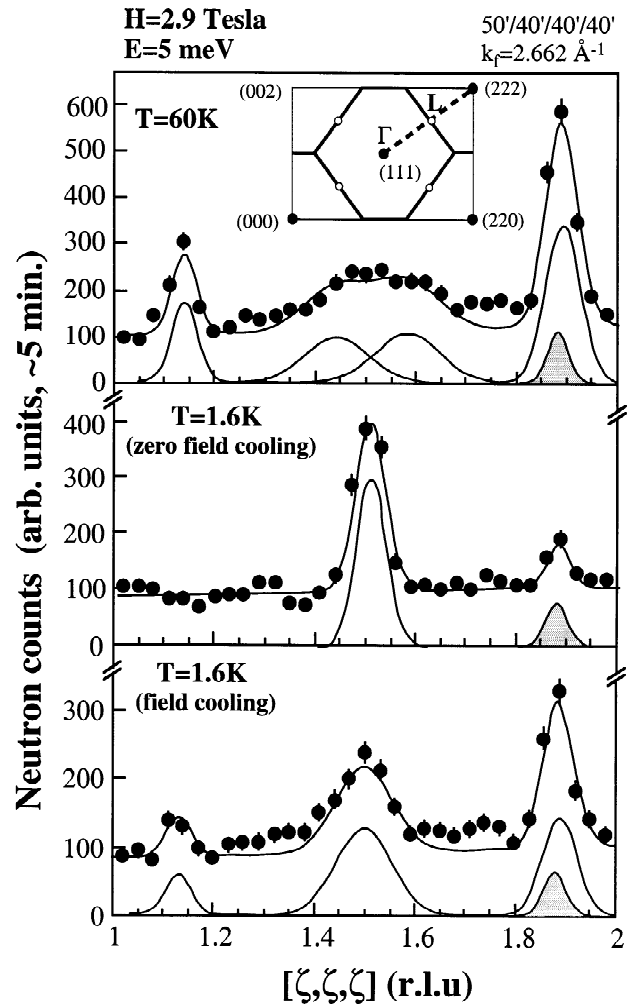 H=2.9 Tesla
E=5 meV
50'/40'/40'/40'
k_f=2.662 Å⁻¹
T=60K
(002)
(222)
L
Γ
(111)
(000)
(220)
600
500
400
300
200
100
0
T=1.6K
(zero field cooling)
400
300
200
100
0
T=1.6K
(field cooling)
300
200
100
0
1
1.2
1.4
1.6
1.8
2
Neutron counts (arb. units, ~5 min.)
[ζ,ζ,ζ] (r.l.u)